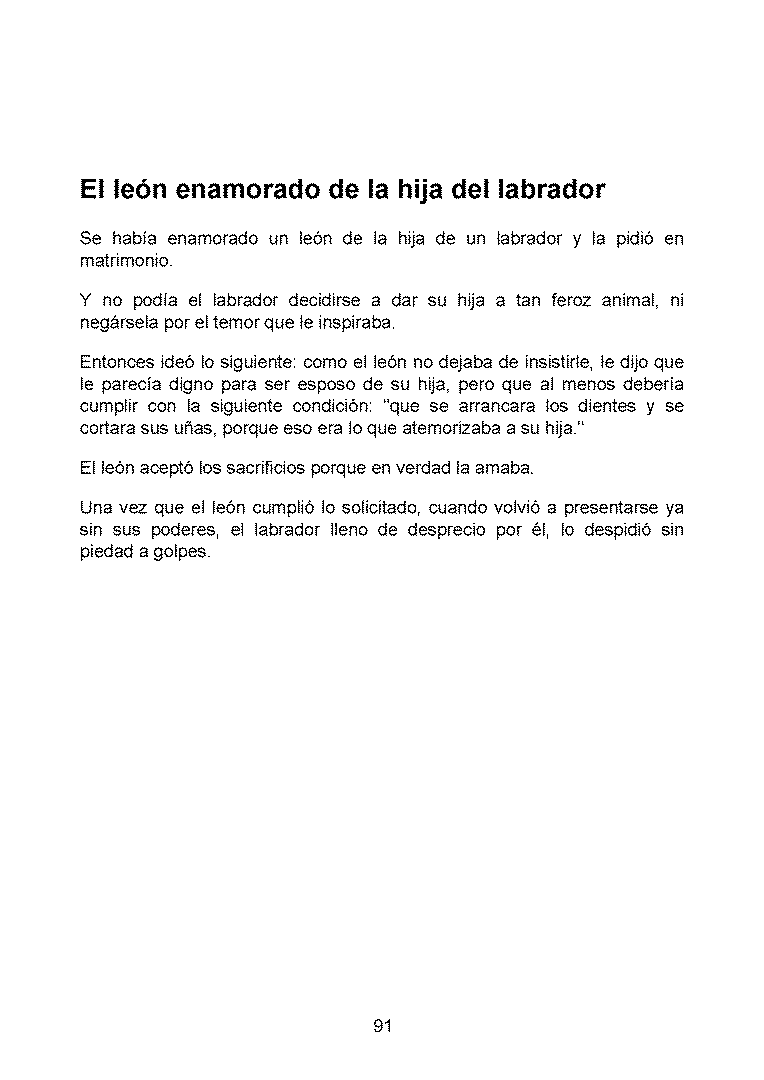 El león enamorado de la hija del labrador
Se había enamorado un león de la hija de un labrador y la pidió en
matrimonio.
Y no podía el labrador decidirse a dar su hija a tan feroz animal, ni
negársela por el temor que le inspiraba.
Entonces ideó lo siguiente: como el león no dejaba de insistirle, le dijo que
le parecía digno para ser esposo de su hija, pero que al menos debería
cumplir con la siguiente condición: “que se arrancara los dientes y se
cortara sus uñas, porque eso era lo que atemorizaba a su hija.“
El león aceptó los sacrificios porque en verdad la amaba.
Una vez que el león cumplió lo solicitado, cuando volvió a presentarse ya
sin sus poderes, el labrador lleno de desprecio por él, lo despidió sin
piedad a golpes.
91